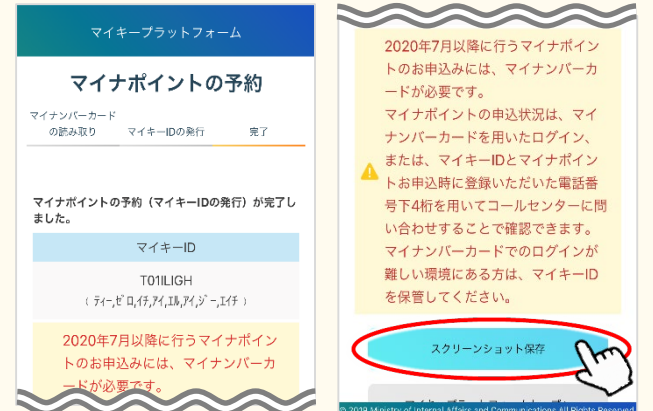 マイキープラットフォーム
マイナポイントの予約
マイナンバーカード
の読み取り
マイキーIDの発行
完了
マイナポイントの予約（マイキーIDの発行）が完了し
ました。
マイキーID
T01ILIGH
（ ティー,ゼロ,イチ,アイ,エル,アイ,ジー,エイチ ）
2020年7月以降に行うマイナポイン
トのお申込みには、マイナンバーカ
ードが必要です。
2020年7月以降に行うマイナポイン
トのお申込みには、マイナンバーカ
ードが必要です。
マイナポイントの申込状況は、マイ
ナンバーカードを用いたログイン、
または、マイキーIDとマイナポイン
トお申込時に登録いただいた電話番
号下4桁を用いてコールセンターに問
い合わせすることで確認できます。
マイナンバーカードでのログインが
難しい環境にある方は、マイキーID
を保管してください。
スクリーンショット保存
© 2019 Ministry of Internal Affairs and Communications All Rights Reserved.